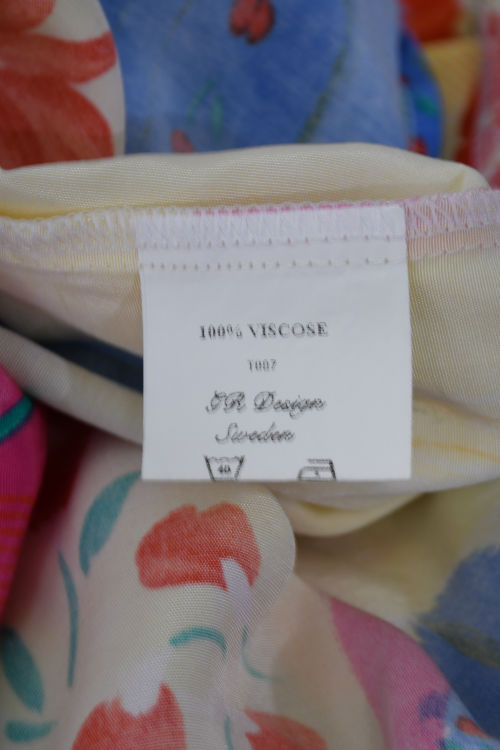 100% VISCOSE
T007
GR Design
Sweden
40